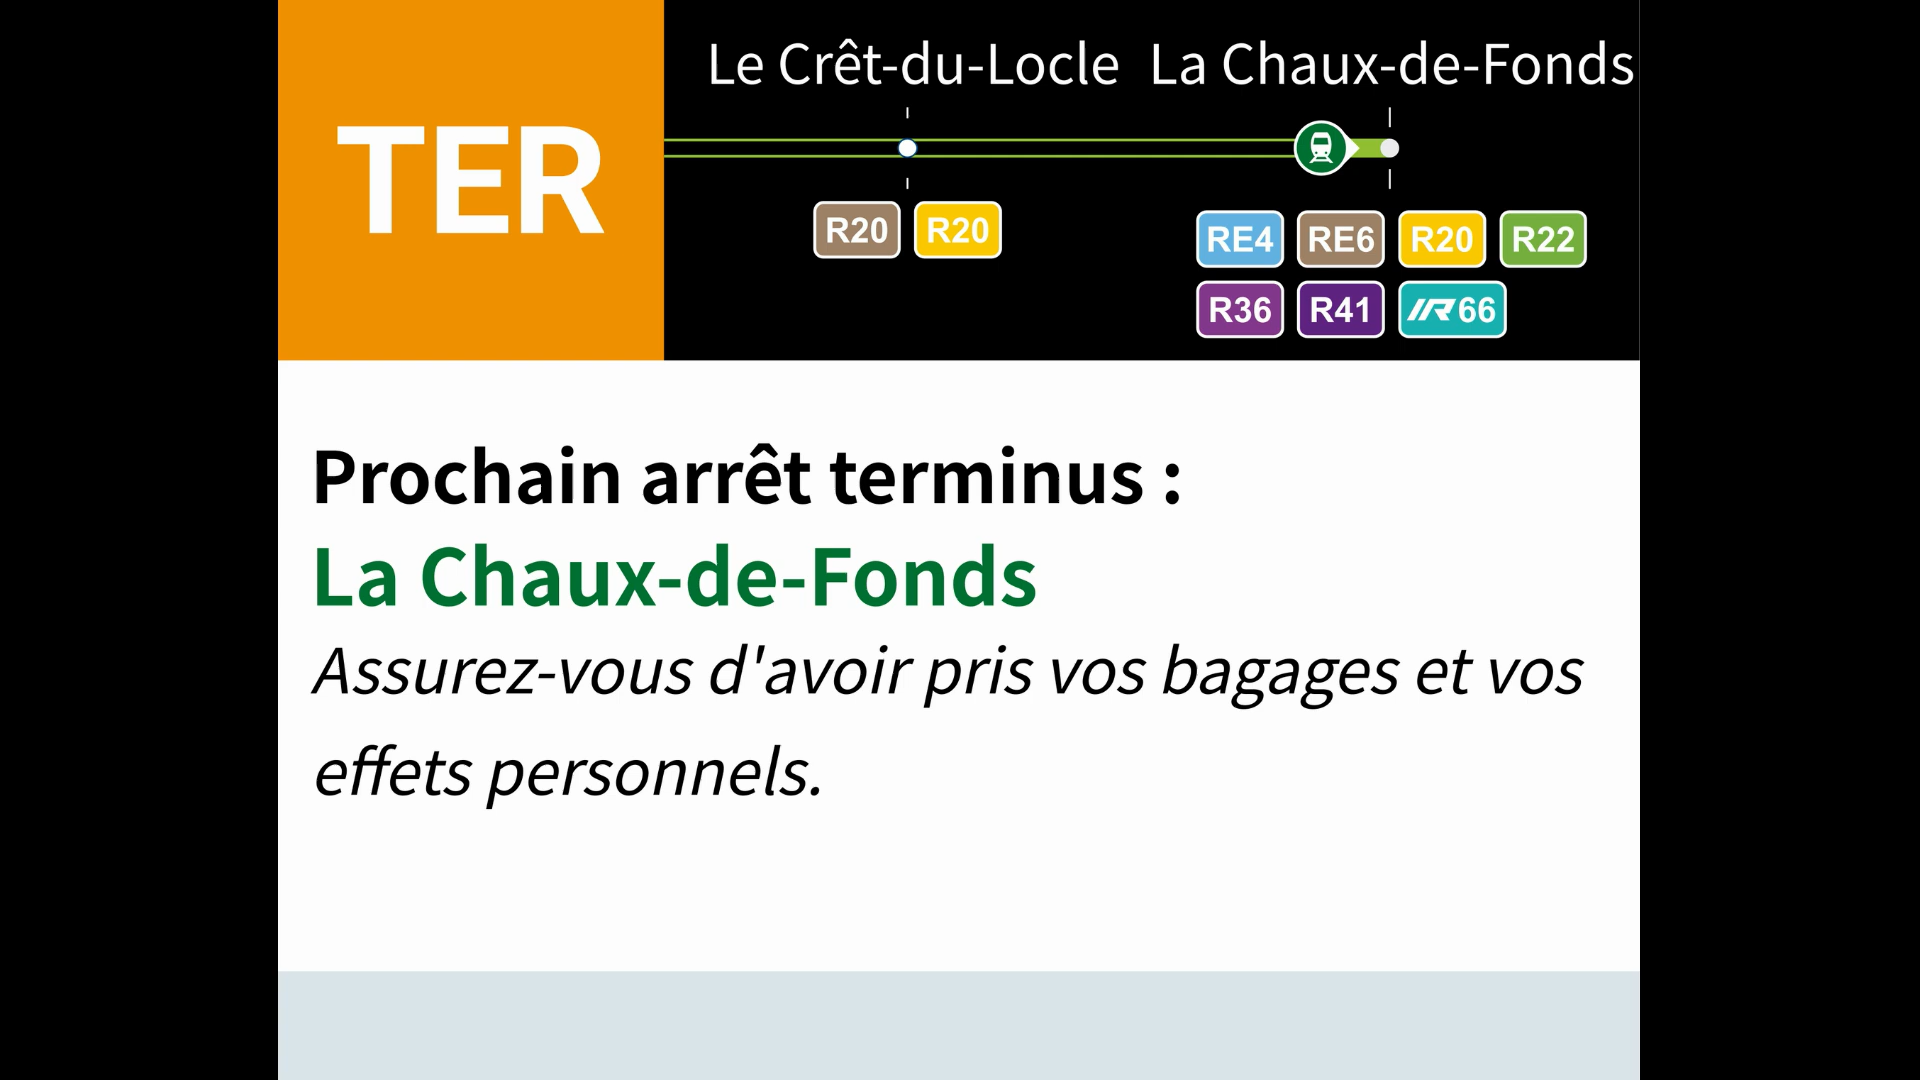 TER
Le Crêt-du-Locle La Chaux-de-Fonds
R20 R20
RE4 RE6 R20 R22
R36 R41 IR66
Prochain arrêt terminus :
La Chaux-de-Fonds
Assurez-vous d'avoir pris vos bagages et vos
effets personnels.